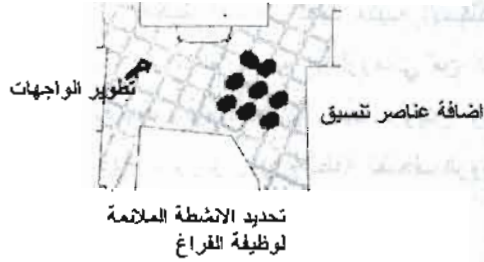 تطوير الواجهات
اضافة عناصر تنسيق
تحديد الانشطة الملائمة
لوظيفة الفراغ